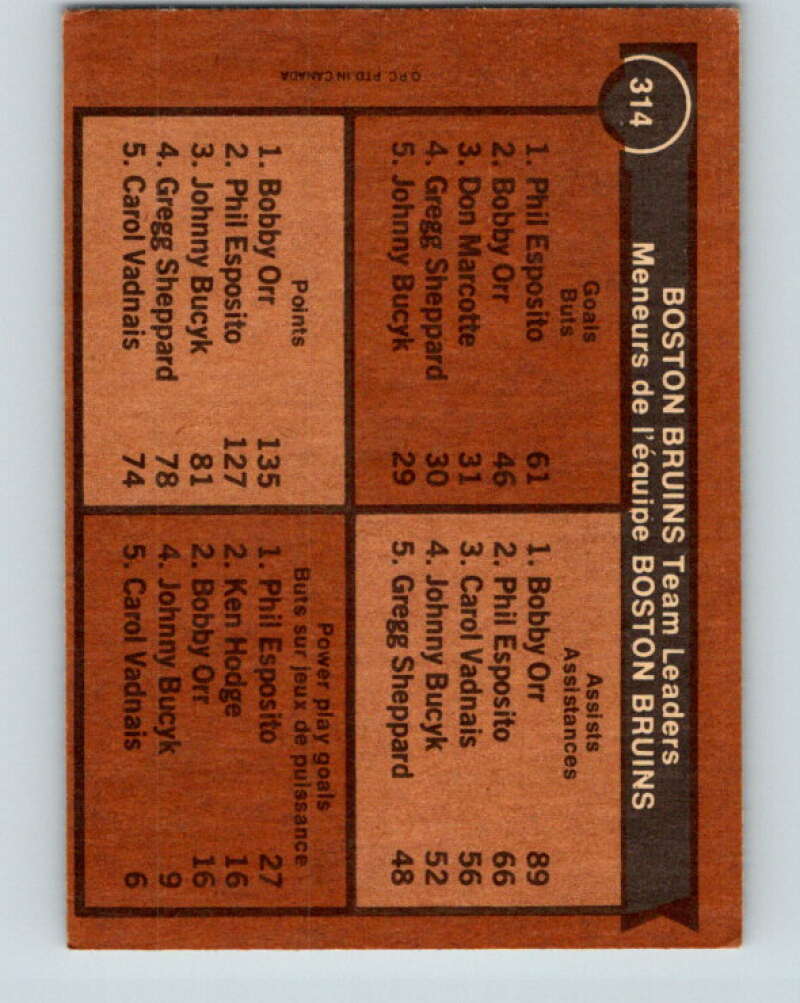 314
BOSTON BRUINS Team Leaders
Meneurs de l'équipe BOSTON BRUINS
Goals
Buts
1. Phil Esposito 61
2. Bobby Orr 46
3. Don Marcotte 31
4. Gregg Sheppard 30
5. Johnny Bucyk 29
Assists
Assistances
1. Bobby Orr 89
2. Phil Esposito 66
3. Carol Vadnais 56
4. Johnny Bucyk 52
5. Gregg Sheppard 48
Points
1. Bobby Orr 135
2. Phil Esposito 127
3. Johnny Bucyk 81
4. Gregg Sheppard 78
5. Carol Vadnais 74
Power play goals
Buts sur jeux de puissance
1. Phil Esposito 27
2. Ken Hodge 16
2. Bobby Orr 16
4. Johnny Bucyk 9
5. Carol Vadnais 6
O.P.C. PTD IN CANADA